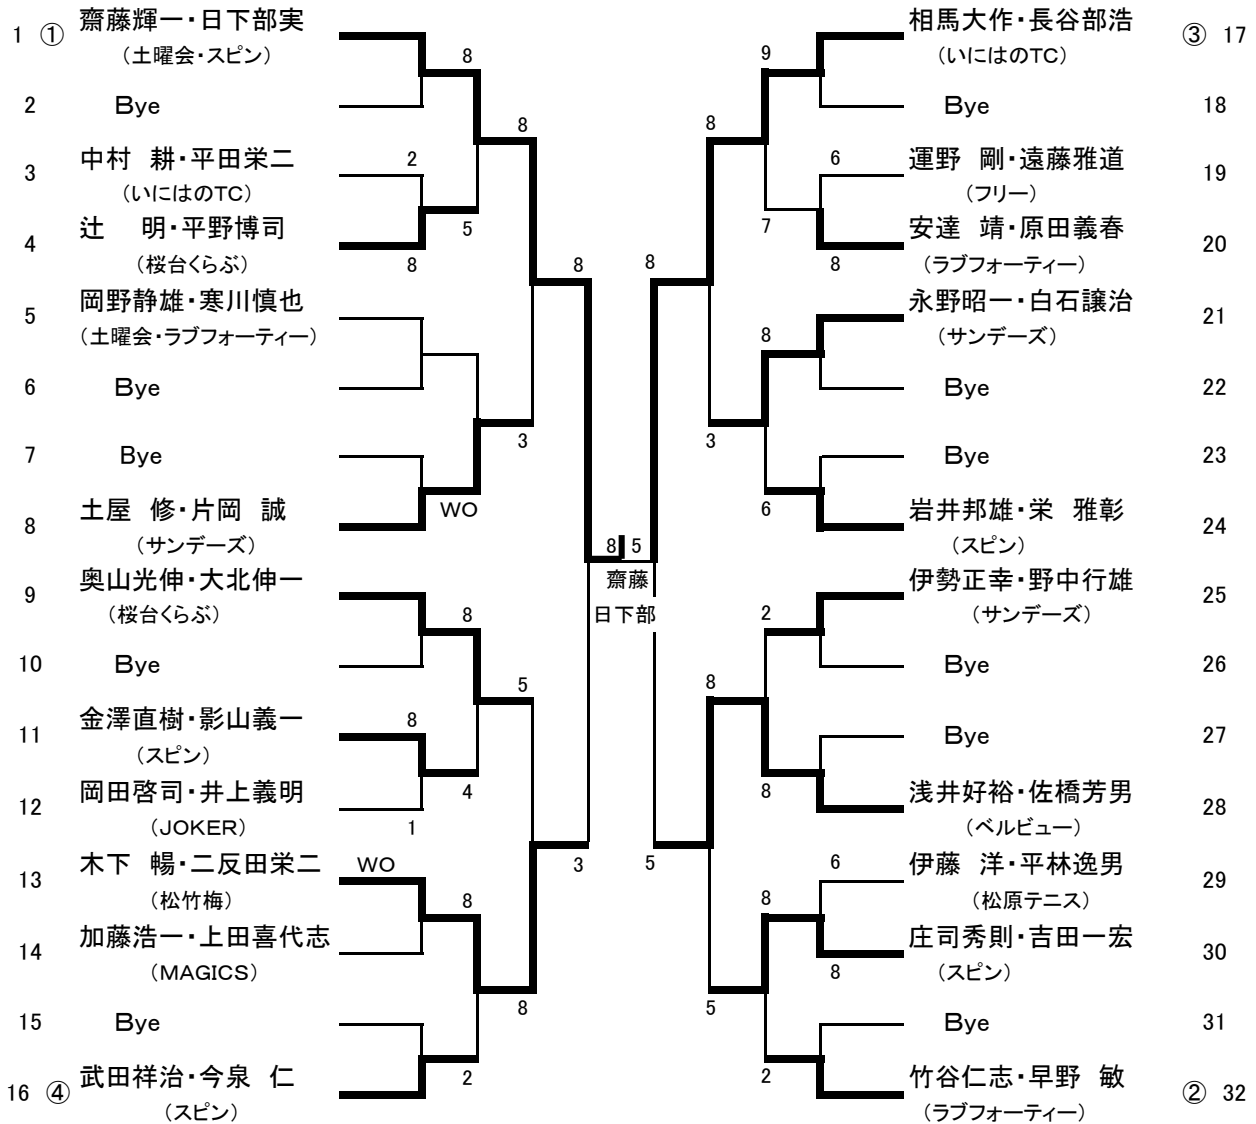 1 ① 齋藤輝一・日下部実
(土曜会・スピン)
2 Bye
3 中村 耕・平田栄二
(いにはのTC)
4 辻 明・平野博司
(桜台くらぶ)
5 岡野静雄・寒川慎也
(土曜会・ラブフォーティー)
6 Bye
7 Bye
8 土屋 修・片岡 誠
(サンデーズ)
9 奥山光伸・大北伸一
(桜台くらぶ)
10 Bye
11 金澤直樹・影山義一
(スピン)
12 岡田啓司・井上義明
(JOKER)
13 木下 暢・二反田栄二
(松竹梅)
14 加藤浩一・上田喜代志
(MAGICS)
15 Bye
16 ④ 武田祥治・今泉 仁
(スピン)
8
2
5
8
WO
8
8
4
1
WO
8
2
8
3
5
8
8
3
8 5
齋藤
日下部
8
5
8
3
8
5
9
6
7
8
8
6
2
8
6
8
8
2
相馬大作・長谷部浩 ③ 17
(いにはのTC)
Bye 18
運野 剛・遠藤雅道 19
(フリー)
安達 靖・原田義春 20
(ラブフォーティー)
永野昭一・白石譲治 21
(サンデーズ)
Bye 22
Bye 23
岩井邦雄・栄 雅彰 24
(スピン)
伊勢正幸・野中行雄 25
(サンデーズ)
Bye 26
Bye 27
浅井好裕・佐橋芳男 28
(ベルビュー)
伊藤 洋・平林逸男 29
(松原テニス)
庄司秀則・吉田一宏 30
(スピン)
Bye 31
竹谷仁志・早野 敏 ② 32
(ラブフォーティー)